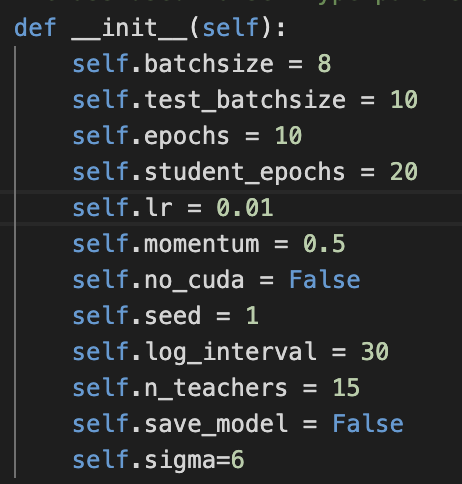 def __init__(self):
self.batchsize = 8
self.test_batchsize = 10
self.epochs = 10
self.student_epochs = 20
self.lr = 0.01
self.momentum = 0.5
self.no_cuda = False
self.seed = 1
self.log_interval = 30
self.n_teachers = 15
self.save_model = False
self.sigma=6